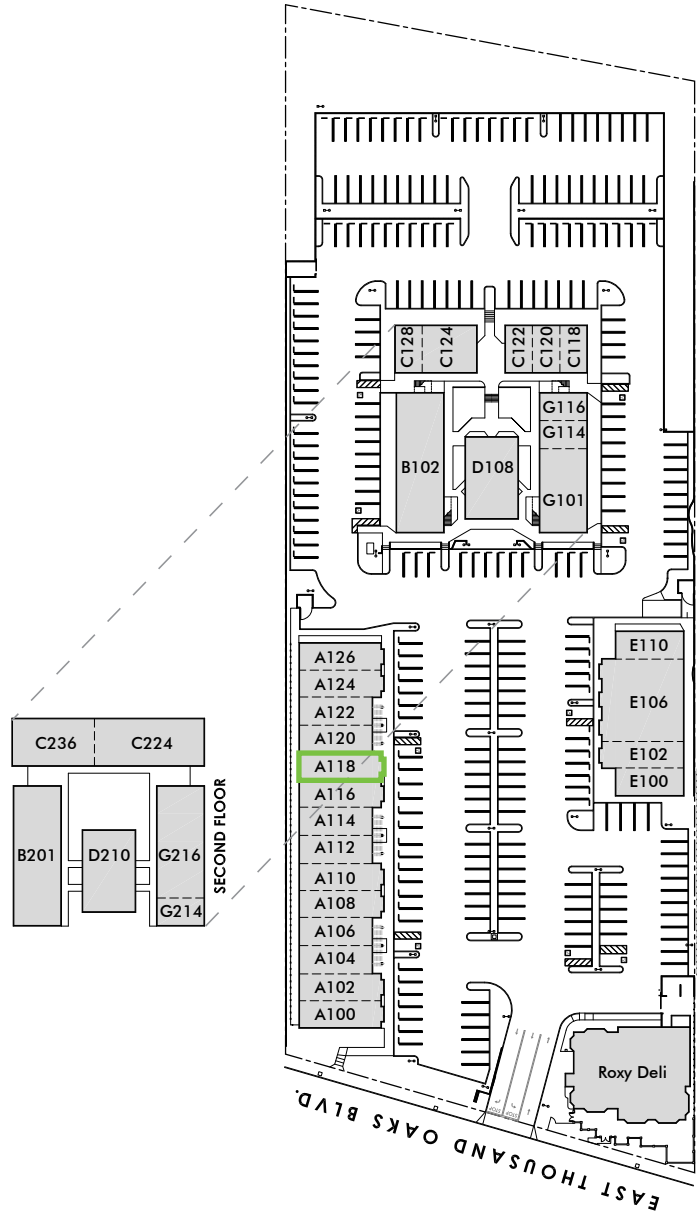 C128
C124
C122
C120
C118
G116
G114
B102
D108
G101
A126
A124
A122
A120
A118
A116
A114
A112
A110
A108
A106
A104
A102
A100
E110
E106
E102
E100
C236
C224
B201
D210
G216
G214
SECOND FLOOR
Roxy Deli
STOP
STOP
EAST THOUSAND OAKS BLVD.